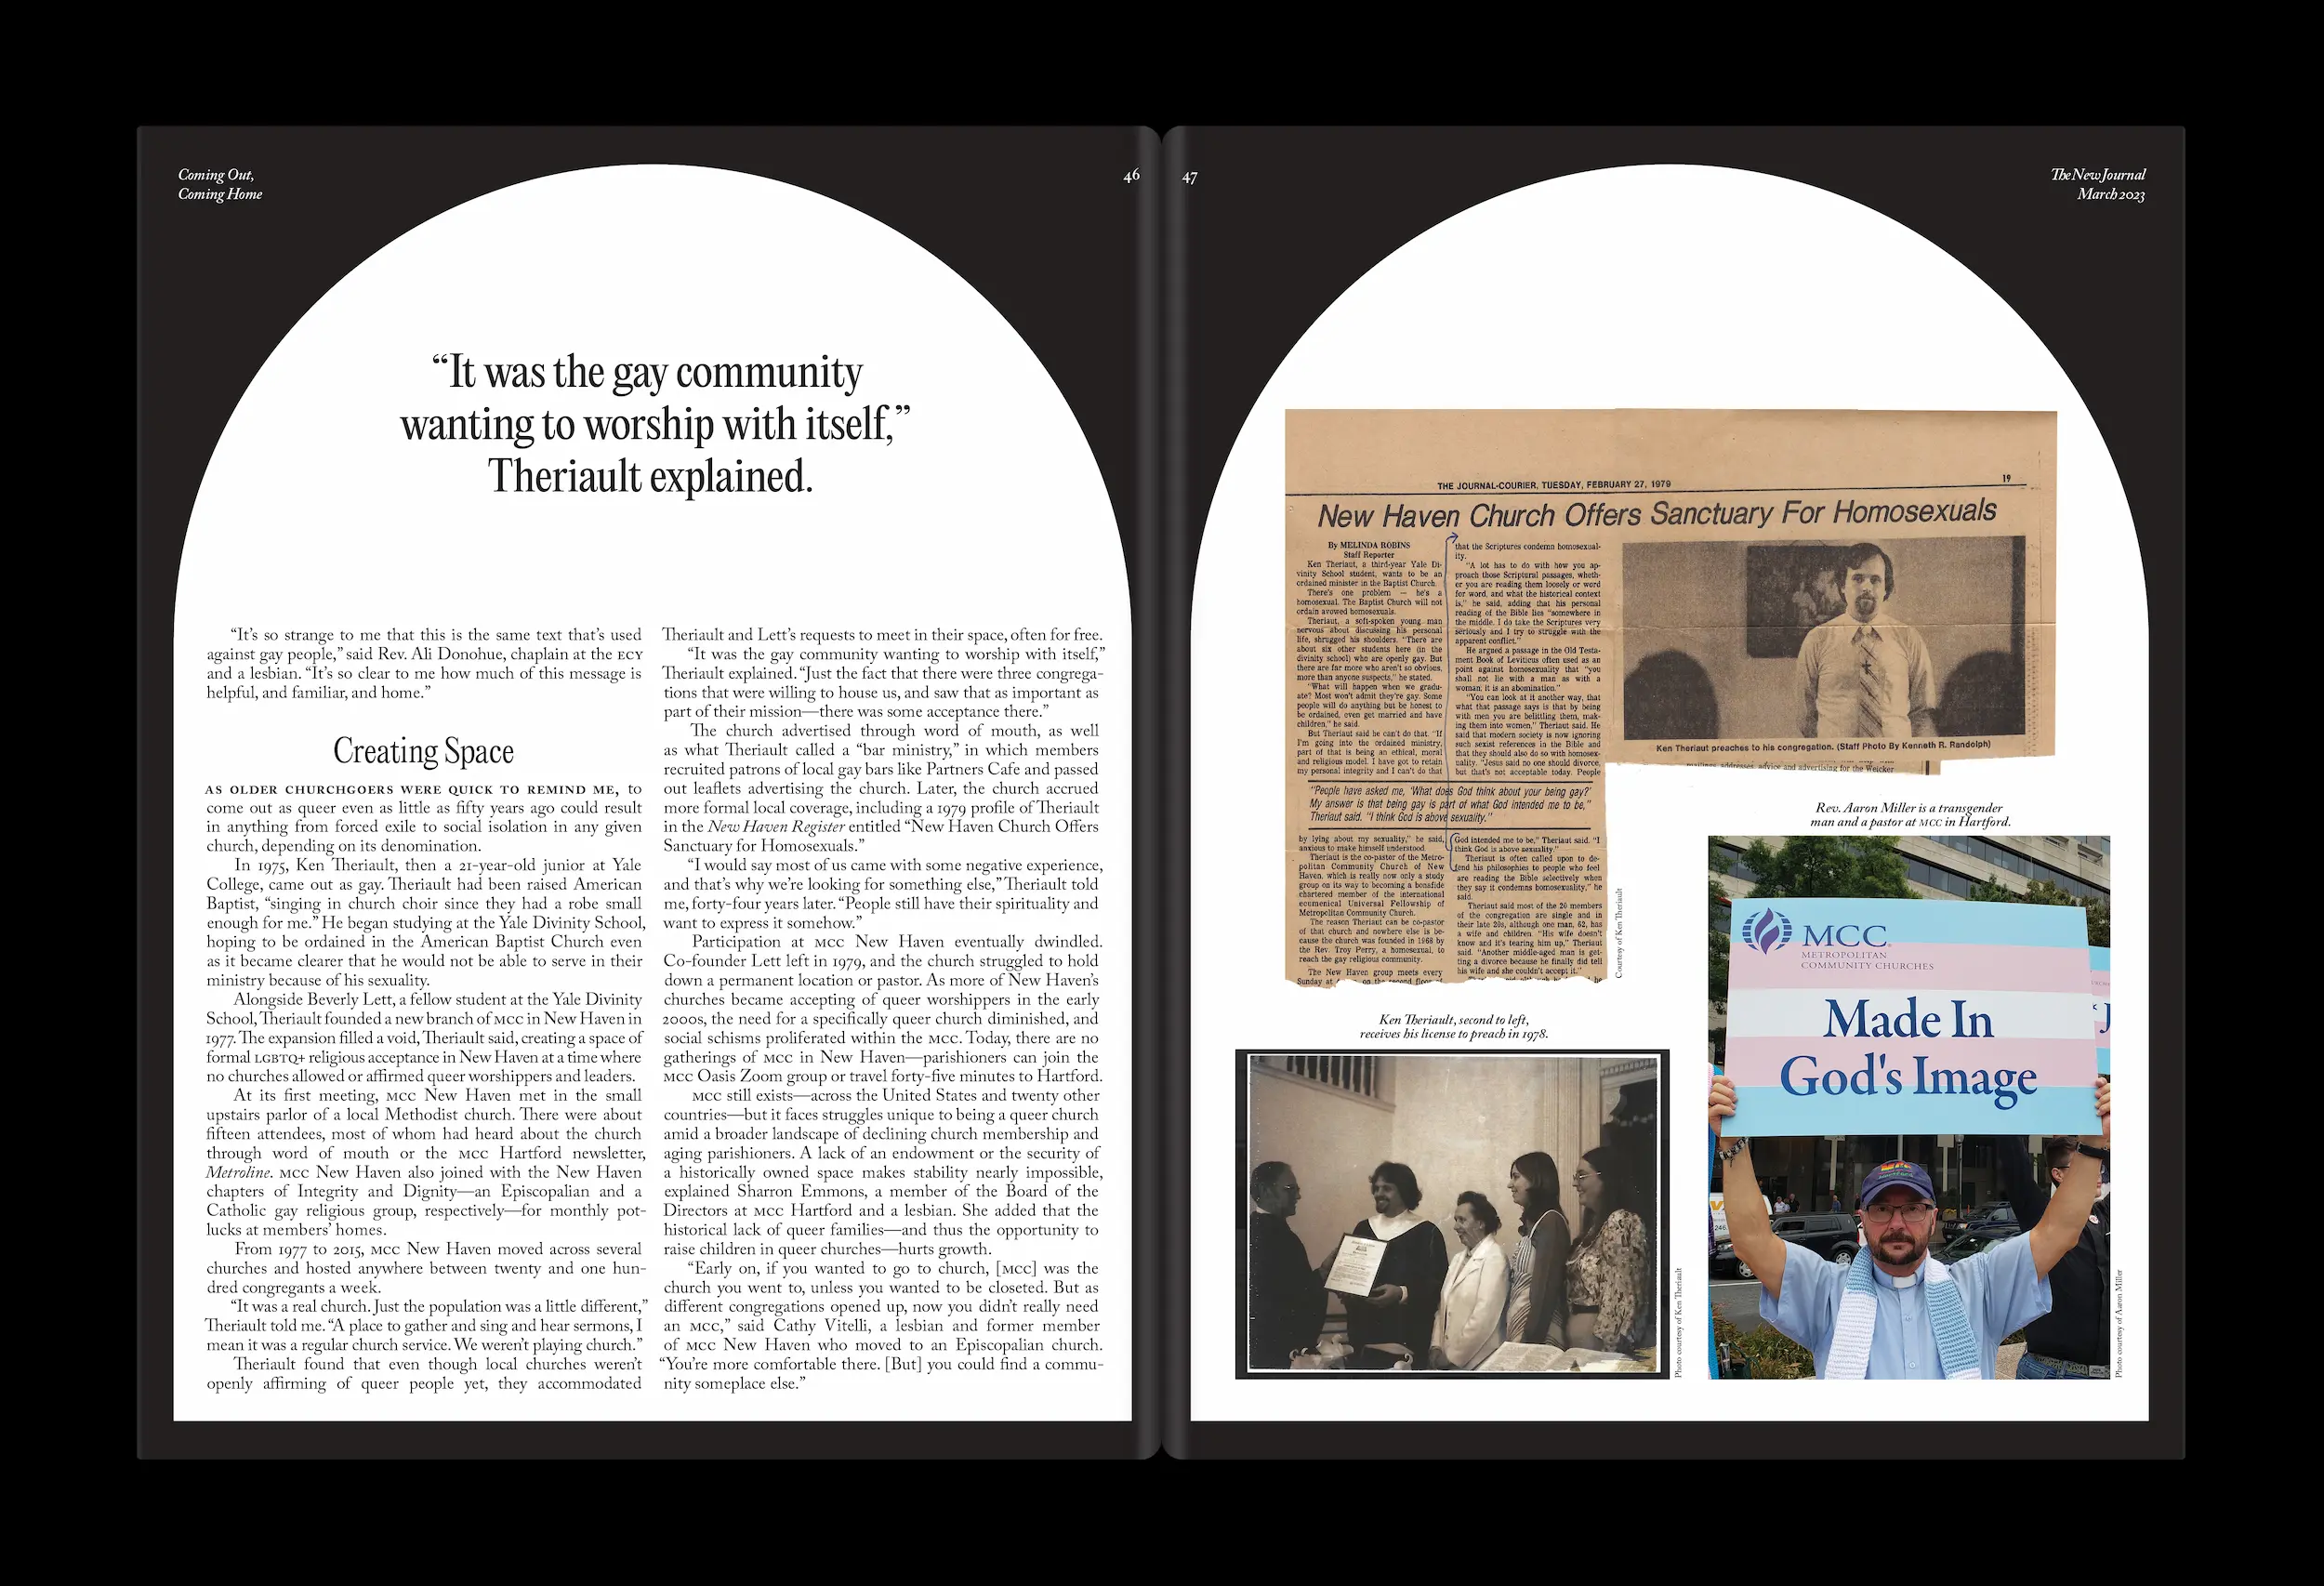 Coming Out,
Coming Home
46
“It was the gay community
wanting to worship with itself,”
Theriault explained.
“It’s so strange to me that this is the same text that’s used
against gay people,” said Rev. Ali Donohue, chaplain at the ECY
and a lesbian. “It’s so clear to me how much of this message is
helpful, and familiar, and home.”
Creating Space
AS OLDER CHURCHGOERS WERE QUICK TO REMIND ME, to
come out as queer even as little as fifty years ago could result
in anything from forced exile to social isolation in any given
church, depending on its denomination.
In 1975, Ken Theriault, then a 21-year-old junior at Yale
College, came out as gay. Theriault had been raised American
Baptist, “singing in church choir since they had a robe small
enough for me.” He began studying at the Yale Divinity School,
hoping to be ordained in the American Baptist Church even
as it became clearer that he would not be able to serve in their
ministry because of his sexuality.
Alongside Beverly Lett, a fellow student at the Yale Divinity
School, Theriault founded a new branch of MCC in New Haven in
1977. The expansion filled a void, Theriault said, creating a space of
formal LGBTQ+ religious acceptance in New Haven at a time where
no churches allowed or affirmed queer worshippers and leaders.
At its first meeting, MCC New Haven met in the small
upstairs parlor of a local Methodist church. There were about
fifteen attendees, most of whom had heard about the church
through word of mouth or the MCC Hartford newsletter,
Metroline. MCC New Haven also joined with the New Haven
chapters of Integrity and Dignity—an Episcopalian and a
Catholic gay religious group, respectively—for monthly pot-
lucks at members’ homes.
From 1977 to 2015, MCC New Haven moved across several
churches and hosted anywhere between twenty and one hun-
dred congregants a week.
“It was a real church. Just the population was a little different,”
Theriault told me. “A place to gather and sing and hear sermons, I
mean it was a regular church service. We weren’t playing church.”
Theriault found that even though local churches weren’t
openly affirming of queer people yet, they accommodated
Theriault and Lett’s requests to meet in their space, often for free.
“It was the gay community wanting to worship with itself,”
Theriault explained. “Just the fact that there were three congrega-
tions that were willing to house us, and saw that as important as
part of their mission—there was some acceptance there.”
The church advertised through word of mouth, as well
as what Theriault called a “bar ministry,” in which members
recruited patrons of local gay bars like Partners Cafe and passed
out leaflets advertising the church. Later, the church accrued
more formal local coverage, including a 1979 profile of Theriault
in the New Haven Register entitled “New Haven Church Offers
Sanctuary for Homosexuals.”
“I would say most of us came with some negative experience,
and that’s why we’re looking for something else,” Theriault told
me, forty-four years later. “People still have their spirituality and
want to express it somehow.”
Participation at MCC New Haven eventually dwindled.
Co-founder Lett left in 1979, and the church struggled to hold
down a permanent location or pastor. As more of New Haven’s
churches became accepting of queer worshippers in the early
2000s, the need for a specifically queer church diminished, and
social schisms proliferated within the MCC. Today, there are no
gatherings of MCC in New Haven—parishioners can join the
MCC Oasis Zoom group or travel forty-five minutes to Hartford.
MCC still exists—across the United States and twenty other
countries—but it faces struggles unique to being a queer church
amid a broader landscape of declining church membership and
aging parishioners. A lack of an endowment or the security of
a historically owned space makes stability nearly impossible,
explained Sharron Emmons, a member of the Board of the
Directors at MCC Hartford and a lesbian. She added that the
historical lack of queer families—and thus the opportunity to
raise children in queer churches—hurts growth.
“Early on, if you wanted to go to church, [MCC] was the
church you went to, unless you wanted to be closeted. But as
different congregations opened up, now you didn’t really need
an MCC,” said Cathy Vitelli, a lesbian and former member
of MCC New Haven who moved to an Episcopalian church.
“You’re more comfortable there. [But] you could find a commu-
nity someplace else.”
47
The New Journal
March 2023
THE JOURNAL-COURIER, TUESDAY, FEBRUARY 27, 1979
19
New Haven Church Offers Sanctuary For Homosexuals
By MELINDA ROBINS
Staff Reporter
Ken Theriaut, a third-year Yale Di-
vinity School student, wants to be an
ordained minister in the Baptist Church.
There's one problem — he's a
homosexual. The Baptist Church will not
ordain avowed homosexuals.
Theriaut, a soft-spoken young man
nervous about discussing his personal
life, shrugged his shoulders. "There are
about six other students here (in the
divinity school) who are openly gay. But
there are far more who aren't so obvious,
more than anyone suspects," he stated.
"What will happen when we gradu-
ate? Most won't admit they're gay. Some
people will do anything but be honest to
be ordained, even get married and have
children," he said.
But Theriaut said he can't do that. "If
I'm going into the ordained ministry,
part of that is being an ethical, moral
and religious model. I have got to retain
my personal integrity and I can't do that
that the Scriptures condemn homosexual-
ity.
"A lot has to do with how you ap-
proach those Scriptural passages, wheth-
er you are reading them loosely or word
for word, and what the historical context
is," he said, adding that his personal
reading of the Bible lies "somewhere in
the middle. I do take the Scriptures very
seriously and I try to struggle with the
apparent conflict."
He argued a passage in the Old Testa-
ment Book of Leviticus often used as an
point against homosexuality that "you
shall not lie with a man as with a
woman; it is an abomination."
"You can look at it another way, that
what that passage says is that by being
with men you are belittling them, mak-
ing them into women," Theriaut said. He
said that modern society is now ignoring
such sexist references in the Bible and
that they should also do so with homosex-
uality. "Jesus said no one should divorce,
but that's not acceptable today. People
Ken Theriaut preaches to his congregation. (Staff Photo By Kenneth R. Randolph)
mailings, addresses, advice and advertising for the Weicker
"People have asked me, 'What does God think about your being gay?'
My answer is that being gay is part of what God intended me to be,"
Theriaut said. "I think God is above sexuality."
by lying about my sexuality," he said,
anxious to make himself understood.
Theriaut is the co-pastor of the Metro-
politan Community Church of New
Haven, which is really now only a study
group on its way to becoming a bonafide
chartered member of the international
ecumenical Universal Fellowship of
Metropolitan Community Church.
The reason Theriaut can be co-pastor
of that church and nowhere else is be-
cause the church was founded in 1968 by
the Rev. Troy Perry, a homosexual, to
reach the gay religious community.
The New Haven group meets every
Sunday at on the second floor of
God intended me to be," Theriaut said. "I
think God is above sexuality."
Theriaut is often called upon to de-
fend his philosophies to people who feel
are reading the Bible selectively when
they say it condemns homosexuality," he
said.
Theriaut said most of the 20 members
of the congregation are single and in
their late 20s, although one man, 62, has
a wife and children. "His wife doesn't
know and it's tearing him up," Theriaut
said. "Another middle-aged man is get-
ting a divorce because he finally did tell
his wife and she couldn't accept it."
he
Courtesy of Ken Theriault
Rev. Aaron Miller is a transgender
man and a pastor at MCC in Hartford.
MCC
METROPOLITAN
COMMUNITY CHURCHES
Made In
God's Image
Photo courtesy of Aaron Miller
Ken Theriault, second to left,
receives his license to preach in 1978.
Photo courtesy of Ken Theriault